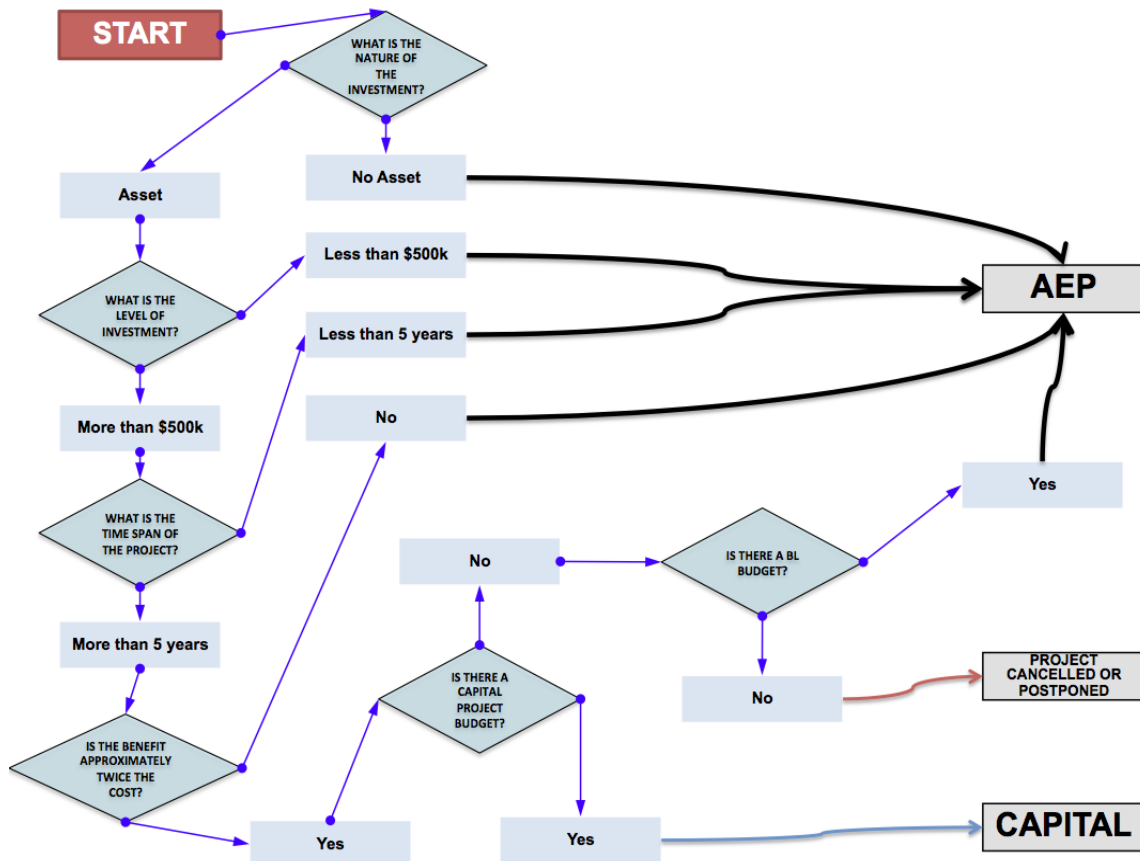 START
WHAT IS THE
NATURE OF
THE
INVESTMENT?
No Asset
Asset
Less than $500k
AEP
WHAT IS THE
LEVEL OF
INVESTMENT?
Less than 5 years
No
More than $500k
Yes
WHAT IS THE
TIME SPAN OF
THE PROJECT?
No
IS THERE A BL
BUDGET?
More than 5 years
PROJECT
CANCELLED OR
POSTPONED
IS THERE A
CAPITAL
PROJECT
BUDGET?
No
IS THE BENEFIT
APPROXIMATELY
TWICE THE
COST?
Yes
Yes
CAPITAL